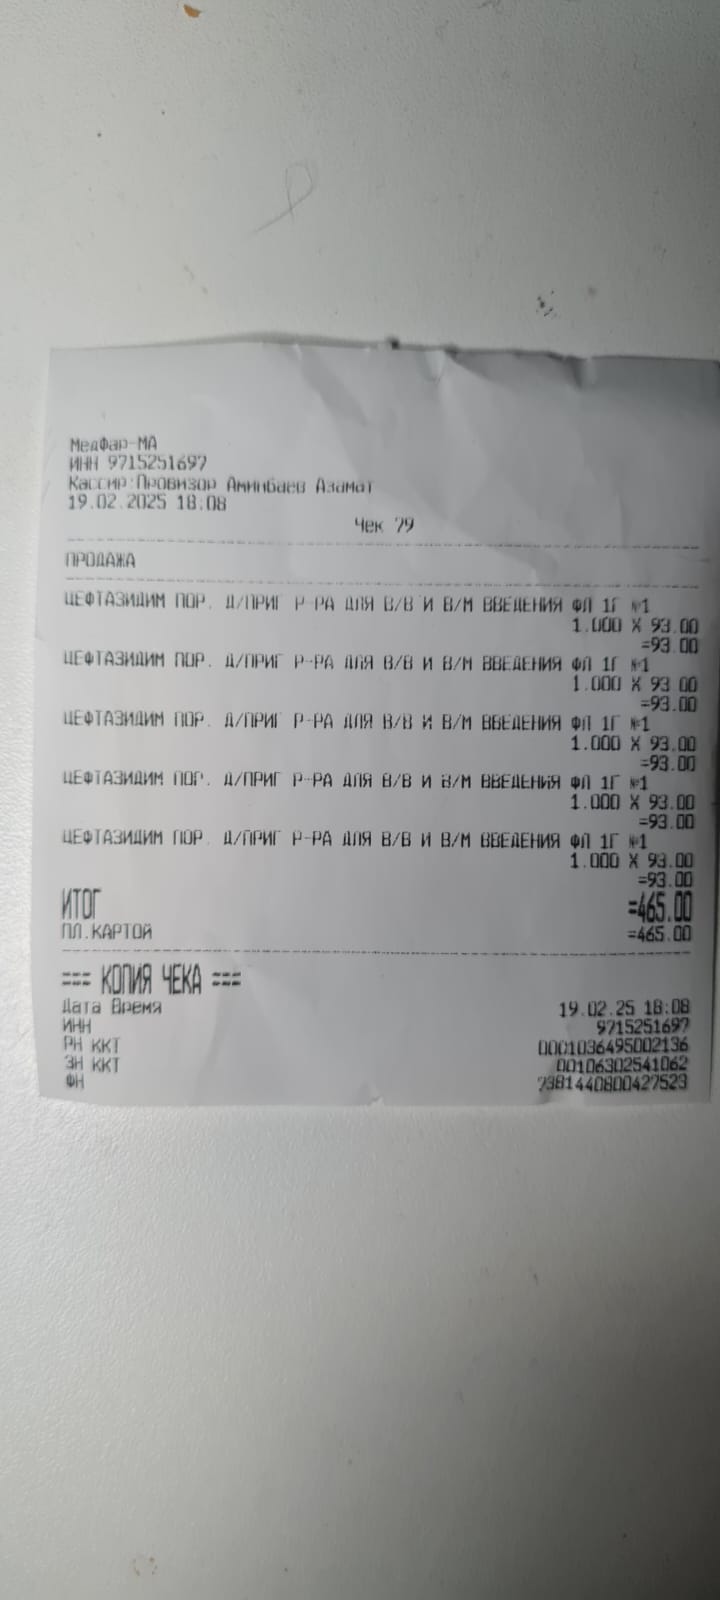 МедФар-МА
ИНН 9715251697
Кассир:Провизор Аминбаев Азамат
19.02.2025 18:08
Чек 79
ПРОДАЖА
ЦЕФТАЗИДИМ ПОР. Д/ПРИГ Р-РА ДЛЯ В/В И В/М ВВЕДЕНИЯ ФЛ 1Г №1
1.000 X 93.00
=93.00
ЦЕФТАЗИДИМ ПОР. Д/ПРИГ Р-РА ДЛЯ В/В И В/М ВВЕДЕНИЯ ФЛ 1Г №1
1.000 X 93.00
=93.00
ЦЕФТАЗИДИМ ПОР. Д/ПРИГ Р-РА ДЛЯ В/В И В/М ВВЕДЕНИЯ ФЛ 1Г №1
1.000 X 93.00
=93.00
ЦЕФТАЗИДИМ ПОР. Д/ПРИГ Р-РА ДЛЯ В/В И В/М ВВЕДЕНИЯ ФЛ 1Г №1
1.000 X 93.00
=93.00
ЦЕФТАЗИДИМ ПОР. Д/ПРИГ Р-РА ДЛЯ В/В И В/М ВВЕДЕНИЯ ФЛ 1Г №1
1.000 X 93.00
=93.00
ИТОГ =465.00
ПЛ.КАРТОЙ =465.00
=== КОПИЯ ЧЕКА ===
Дата Время 19.02.25 18:08
ИНН 9715251697
РН ККТ 0001036495002136
ЗН ККТ 00106302541062
ФН 7381440800427523